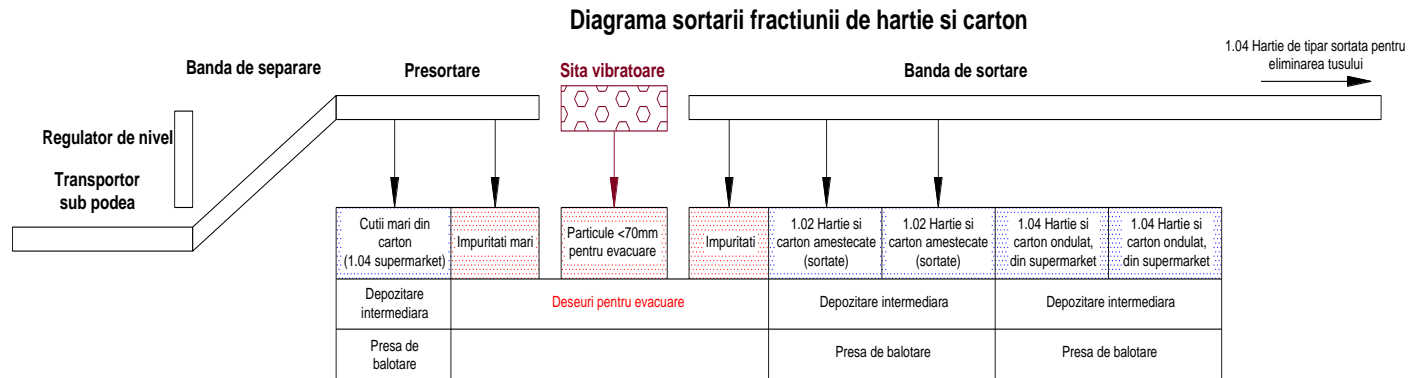 Diagrama sortarii fractiunii de hartie si carton
1.04 Hartie de tipar sortata pentru
eliminarea tusului
Banda de separare
Presortare
Sita vibratoare
Banda de sortare
Regulator de nivel
Transportor
sub podea
Cutii mari din
carton
(1.04 supermarket)
Impuritati mari
Particule <70mm
pentru evacuare
Impuritati
1.02 Hartie si
carton amestecate
(sortate)
1.02 Hartie si
carton amestecate
(sortate)
1.04 Hartie si
carton ondulat,
din supermarket
1.04 Hartie si
carton ondulat,
din supermarket
Depozitare
intermediara
Deseuri pentru evacuare
Depozitare intermediara
Depozitare intermediara
Presa de
balotare
Presa de balotare
Presa de balotare